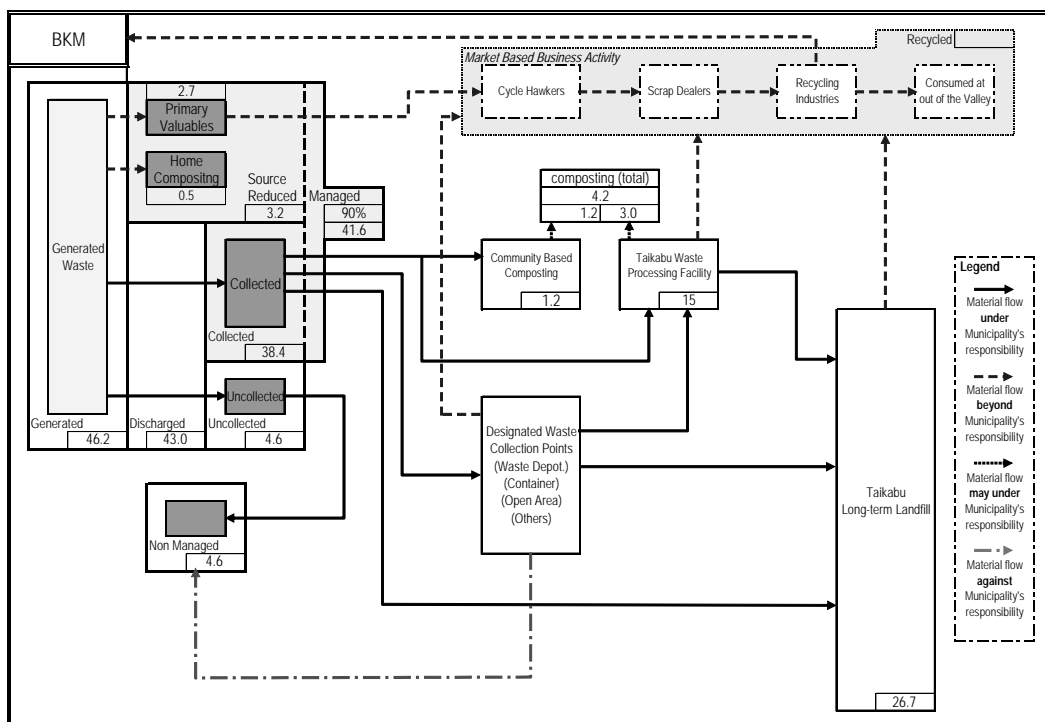 BKM
Recycled
Market Based Business Activity
Cycle Hawkers
Scrap Dealers
Recycling
Industries
Consumed at
out of the Valley
2.7
Primary
Valuables
Home
Compositng
0.5
Source
Reduced
3.2
Managed
90%
41.6
Generated
Waste
Collected
Collected
38.4
Uncollected
Uncollected
4.6
Generated
46.2
Discharged
43.0
Non Managed
4.6
composting (total)
4.2
1.2
3.0
Community Based
Composting
1.2
Taikabu Waste
Processing Facility
15
Designated Waste
Collection Points
(Waste Depot.)
(Container)
(Open Area)
(Others)
Taikabu
Long-term Landfill
26.7
Legend
Material flow
under
Municipality's
responsibility
Material flow
beyond
Municipality's
responsibility
Material flow
may under
Municipality's
responsibility
Material flow
against
Municipality's
responsibility